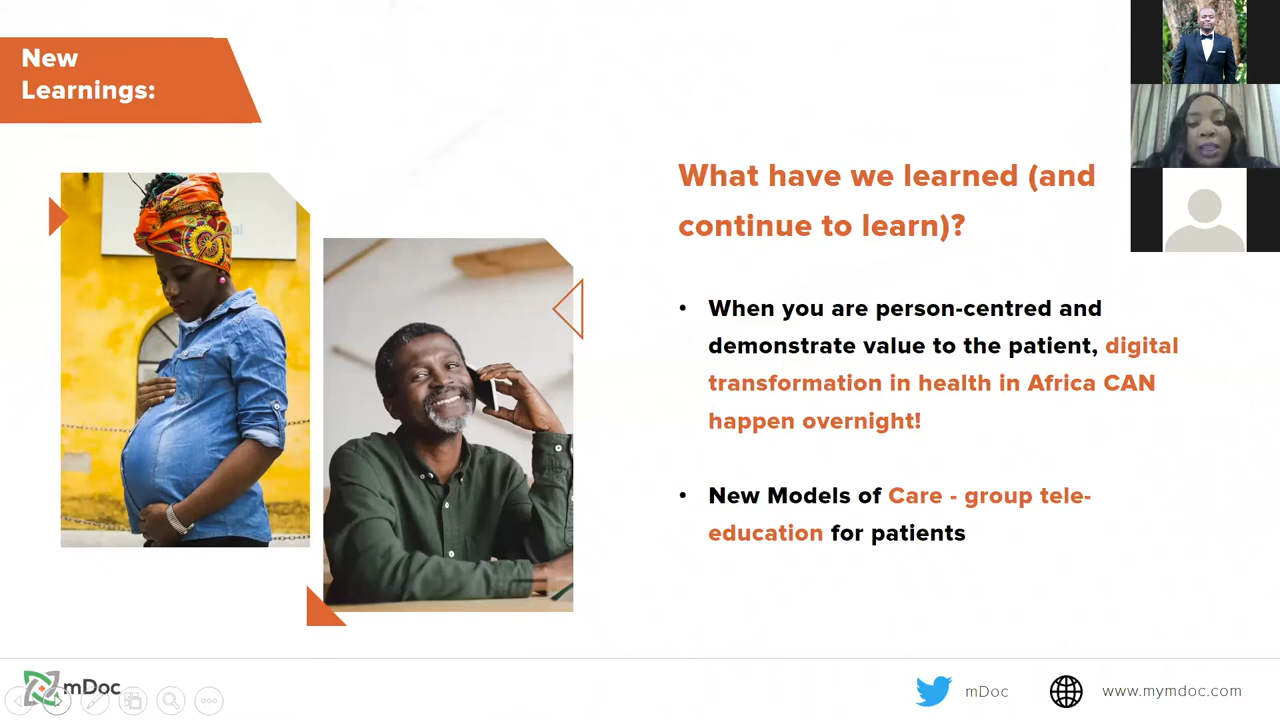 New
Learnings:
What have we learned (and
continue to learn)?
• When you are person-centred and
demonstrate value to the patient, digital
transformation in health in Africa CAN
happen overnight!
• New Models of Care - group tele-
education for patients
mDoc
mDoc
www.mymdoc.com